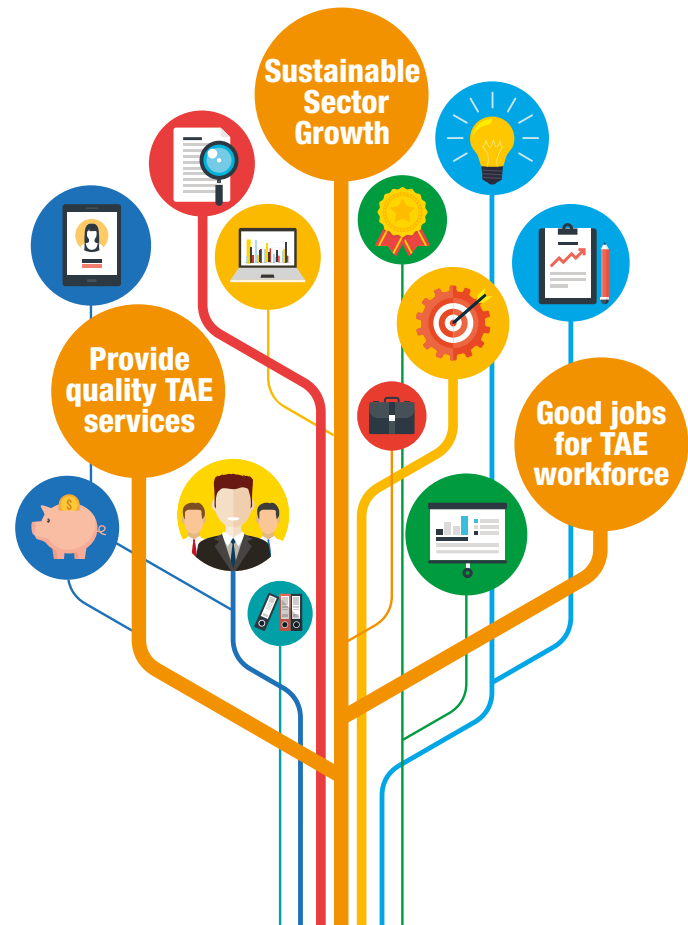 Sustainable
Sector
Growth
Provide
quality TAE
services
Good jobs
for TAE
workforce
$